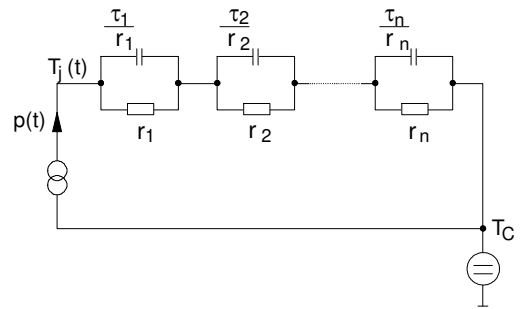 τ1/r1
τ2/r2
τn/rn
Tj(t)
p(t)
r1
r2
rn
TC